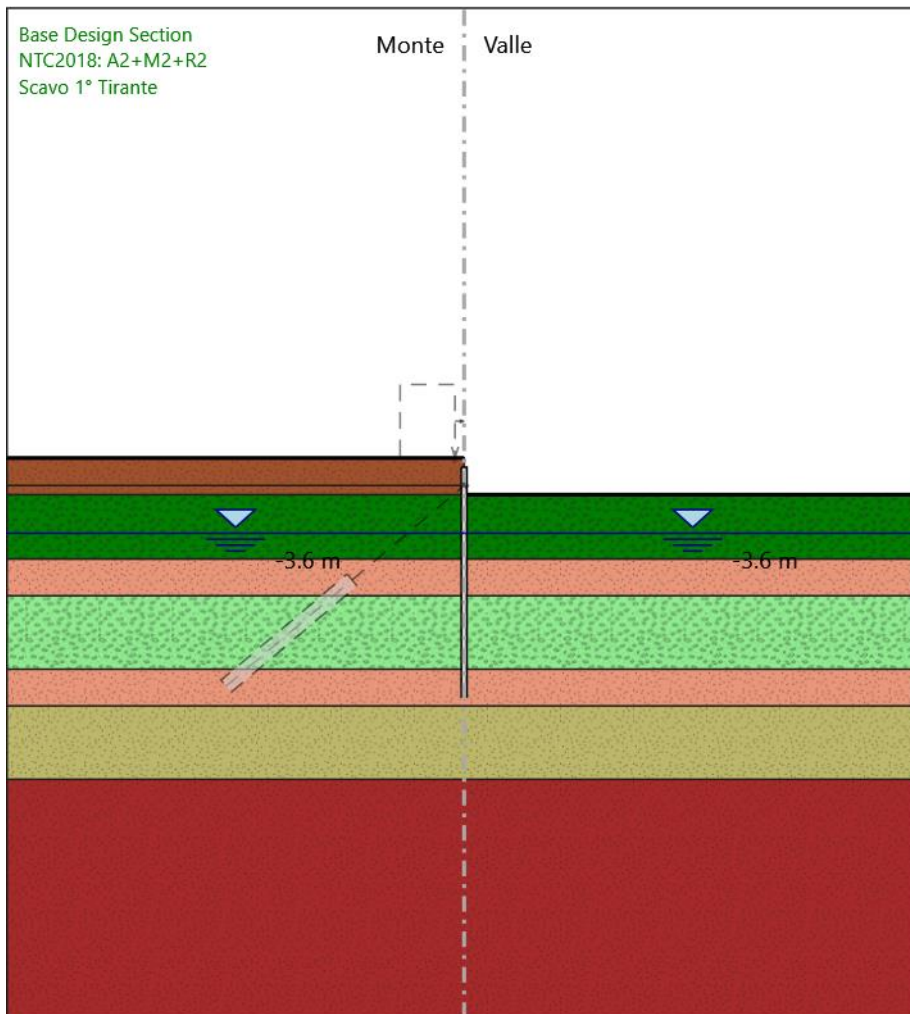 Base Design Section
NTC2018: A2+M2+R2
Scavo 1° Tirante
Monte Valle
-3.6 m -3.6 m